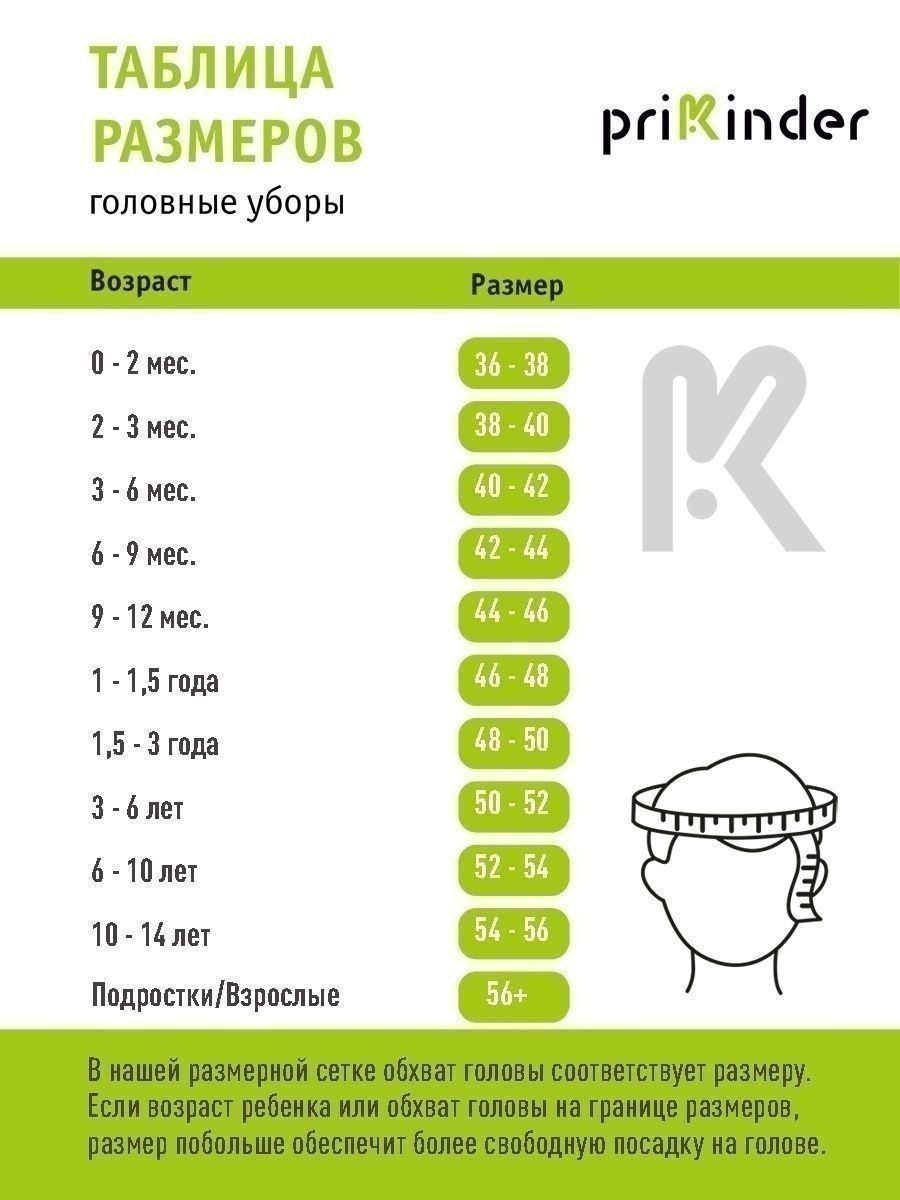 ТАБЛИЦА
РАЗМЕРОВ
головные уборы
priKinder
Возраст Размер
0 - 2 мес. 36 - 38
2 - 3 мес. 38 - 40
3 - 6 мес. 40 - 42
6 - 9 мес. 42 - 44
9 - 12 мес. 44 - 46
1 - 1,5 года 46 - 48
1,5 - 3 года 48 - 50
3 - 6 лет 50 - 52
6 - 10 лет 52 - 54
10 - 14 лет 54 - 56
Подростки/Взрослые 56+
В нашей размерной сетке обхват головы соответствует размеру.
Если возраст ребенка или обхват головы на границе размеров,
размер побольше обеспечит более свободную посадку на голове.